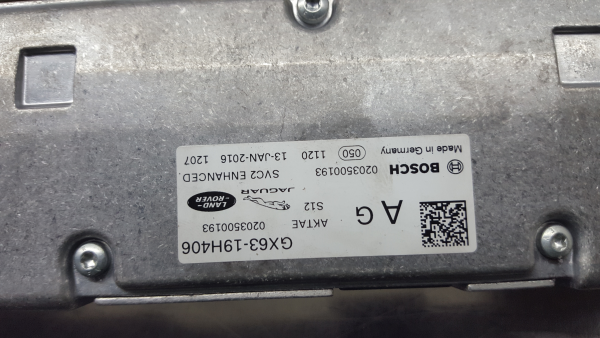 GX63-19H406
AKTAE 0203500193
S12 JAGUAR LAND-ROVER
AG
SVC2 ENHANCED
BOSCH 0203500193
Made in Germany 050 1120 13-JAN-2016 1207